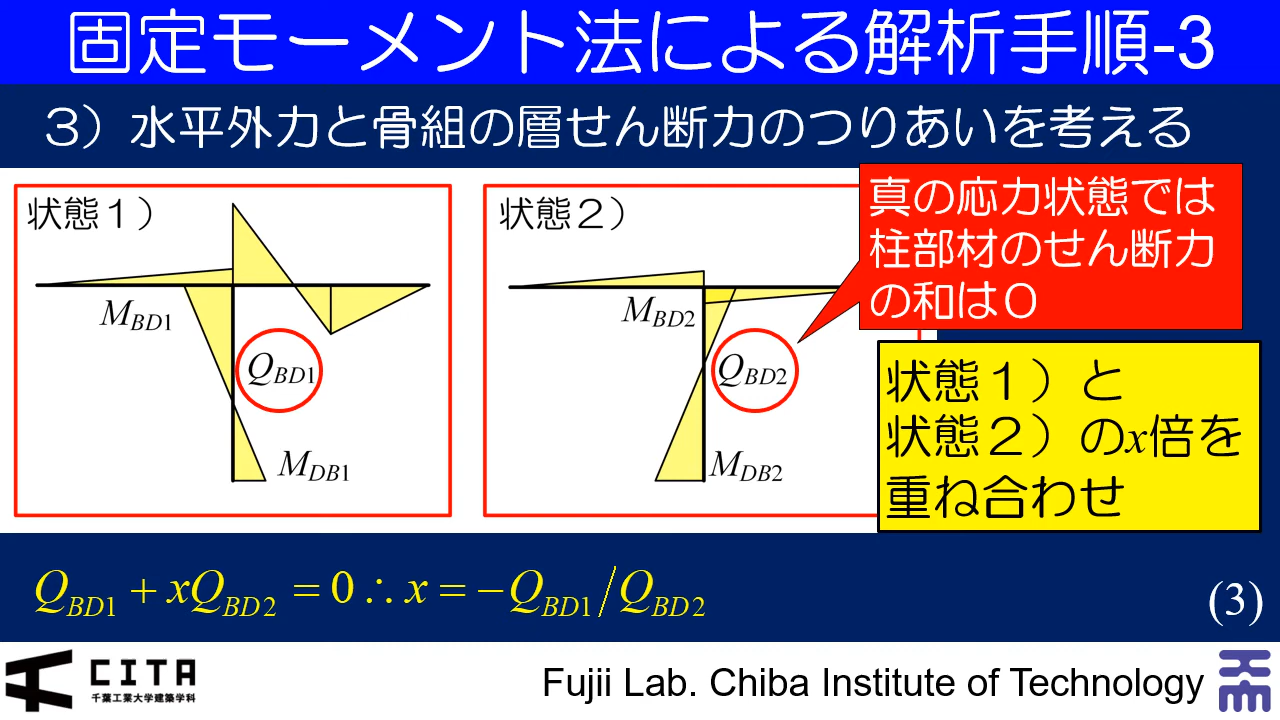 固定モーメント法による解析手順-3
3）水平外力と骨組の層せん断力のつりあいを考える
状態１）
M_BD1
Q_BD1
M_DB1
状態２）
M_BD2
Q_BD2
M_DB2
真の応力状態では
柱部材のせん断力
の和は０
状態１）と
状態２）のx倍を
重ね合わせ
Q_BD1 + xQ_BD2 = 0 ∴ x = −Q_BD1/Q_BD2
(3)
CITA
千葉工業大学建築学科
Fujii Lab. Chiba Institute of Technology